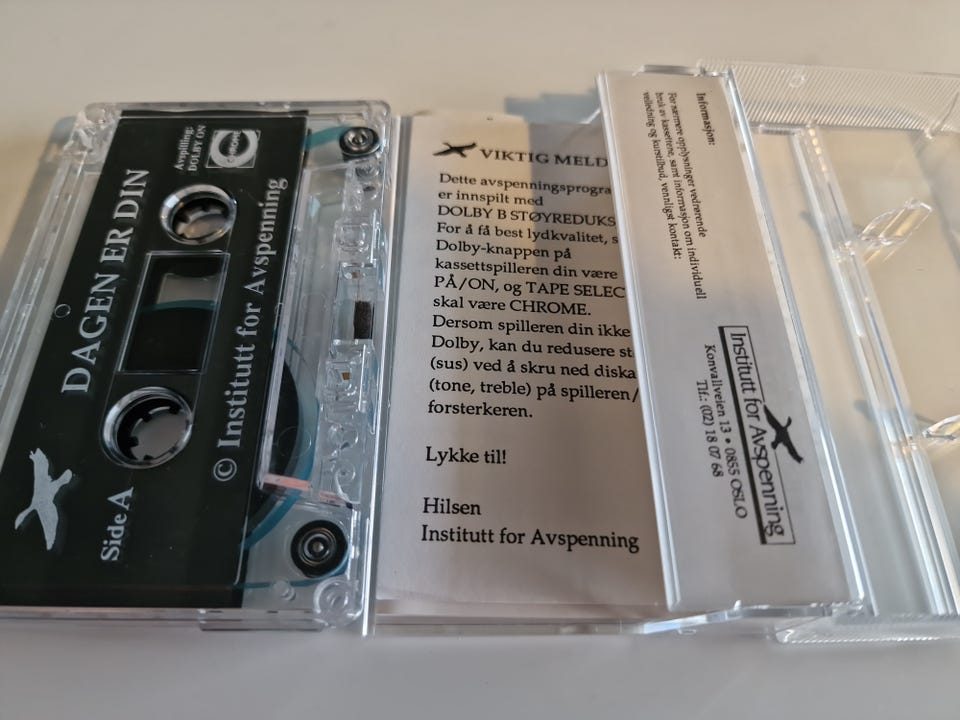 DAGEN ER DIN
Side A
Avspilling:
DOLBY ON
CHROME
© Institutt for Avspenning
VIKTIG MELD
Dette avspenningsprogra
er innspilt med
DOLBY B STØYREDUKS
For å få best lydkvalitet, s
Dolby-knappen på
kassettspilleren din være
PÅ/ON, og TAPE SELEC
skal være CHROME.
Dersom spilleren din ikke
Dolby, kan du redusere st
(sus) ved å skru ned diska
(tone, treble) på spilleren/
forsterkeren.
Lykke til!
Hilsen
Institutt for Avspenning
Informasjon:
For nærmere opplysninger vedrørende
bruk av kassettene, samt informasjon om individuell
veiledning og kurstilbud, vennligst kontakt:
Institutt for Avspenning
Konvallveien 13 • 0855 OSLO
Tlf.: (02) 18 07 68